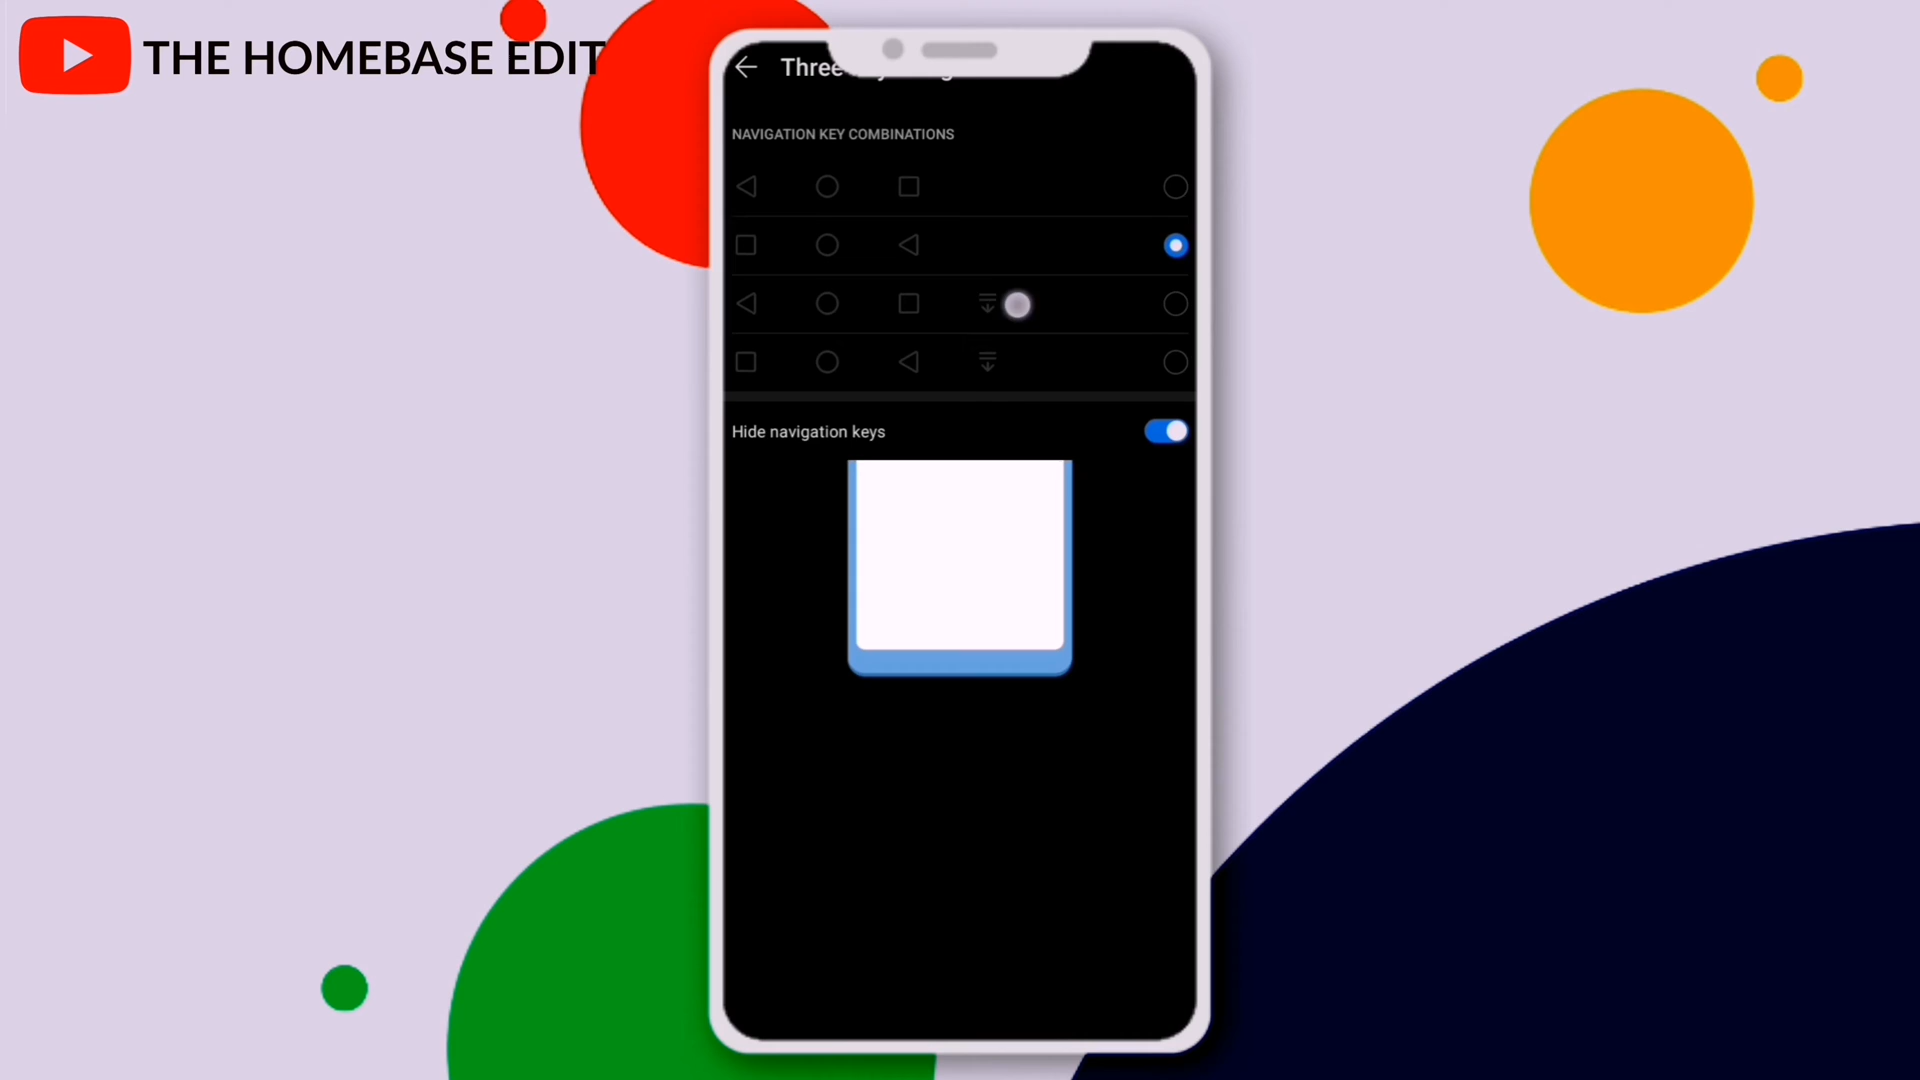 THE HOMEBASE EDIT
Three
NAVIGATION KEY COMBINATIONS
Hide navigation keys